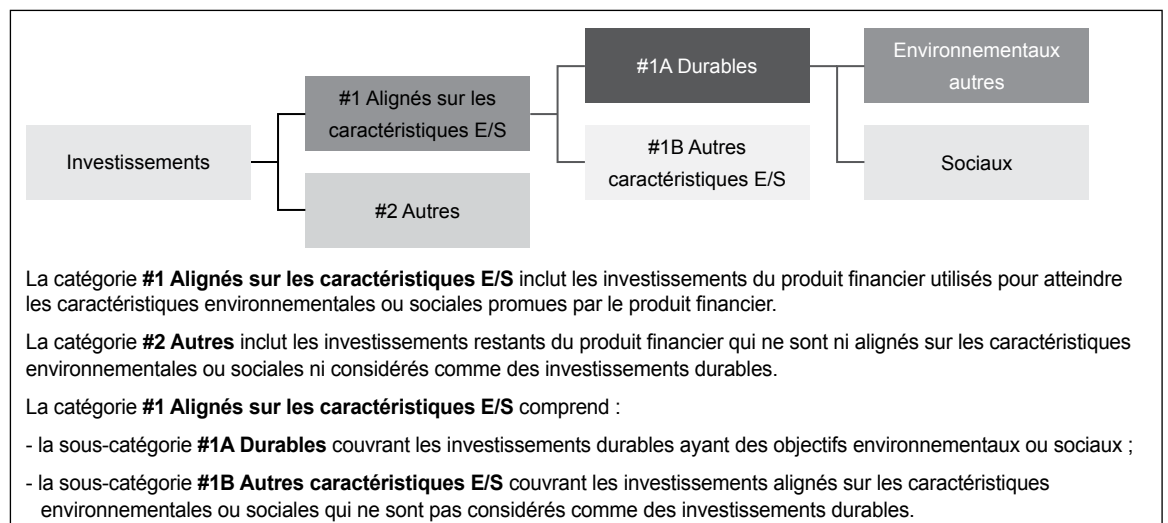 Investissements
#1 Alignés sur les
caractéristiques E/S
#2 Autres
#1A Durables
#1B Autres
caractéristiques E/S
Environnementaux
autres
Sociaux
La catégorie #1 Alignés sur les caractéristiques E/S inclut les investissements du produit financier utilisés pour atteindre
les caractéristiques environnementales ou sociales promues par le produit financier.
La catégorie #2 Autres inclut les investissements restants du produit financier qui ne sont ni alignés sur les caractéristiques
environnementales ou sociales ni considérés comme des investissements durables.
La catégorie #1 Alignés sur les caractéristiques E/S comprend :
- la sous-catégorie #1A Durables couvrant les investissements durables ayant des objectifs environnementaux ou sociaux ;
- la sous-catégorie #1B Autres caractéristiques E/S couvrant les investissements alignés sur les caractéristiques
environnementales ou sociales qui ne sont pas considérés comme des investissements durables.